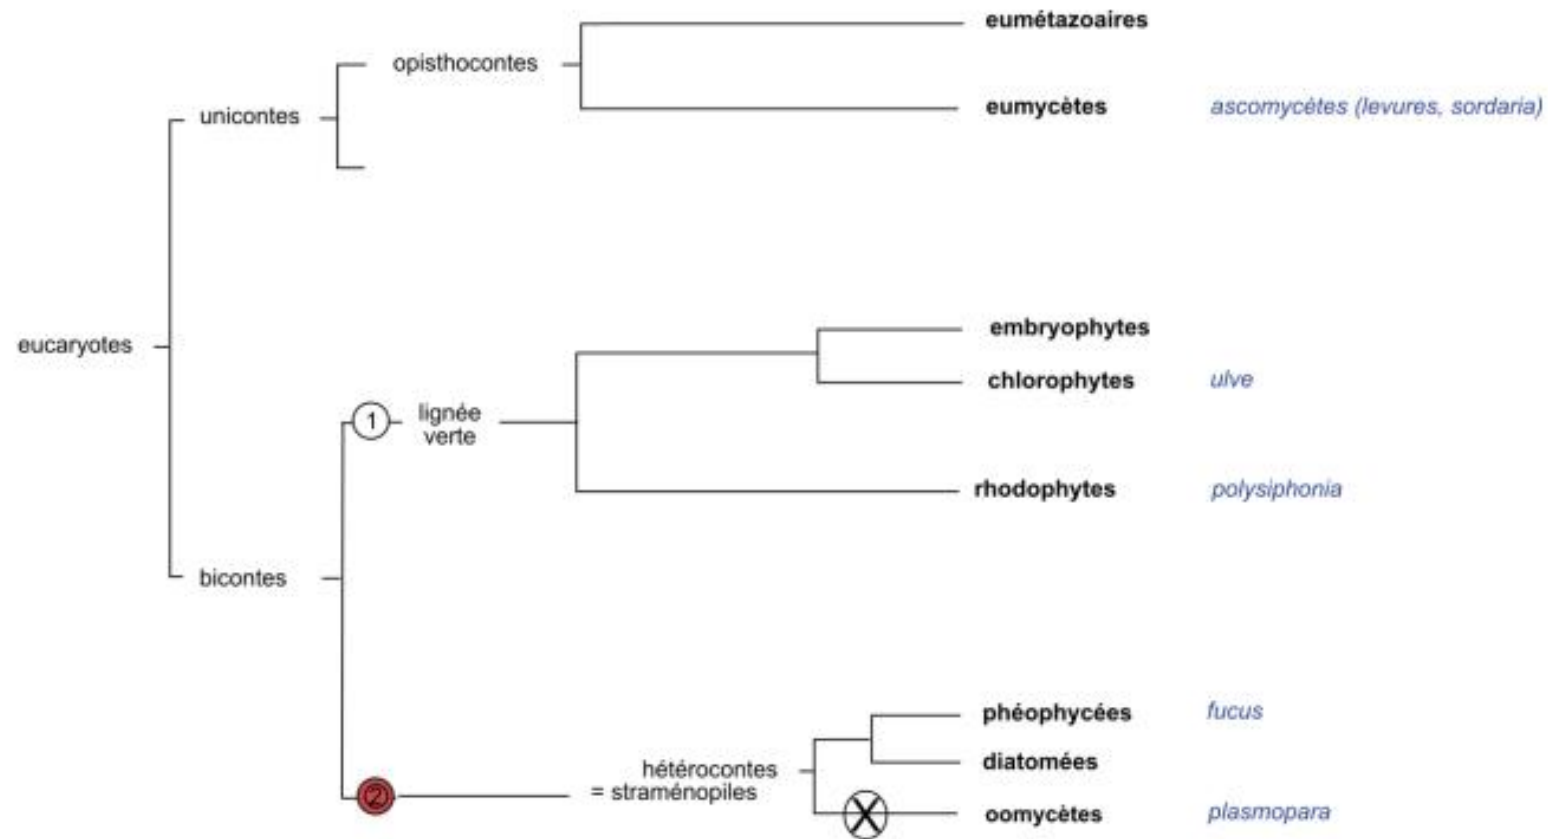 eumétazoaires
opisthocontes
eumycètes ascomycètes (levures, sordaria)
unicontes
embryophytes
eucaryotes
chlorophytes ulve
1 lignée
verte
rhodophytes polysiphonia
bicontes
phéophycées fucus
diatomées
hétérocontes
2 = straménopiles
X oomycètes plasmopara